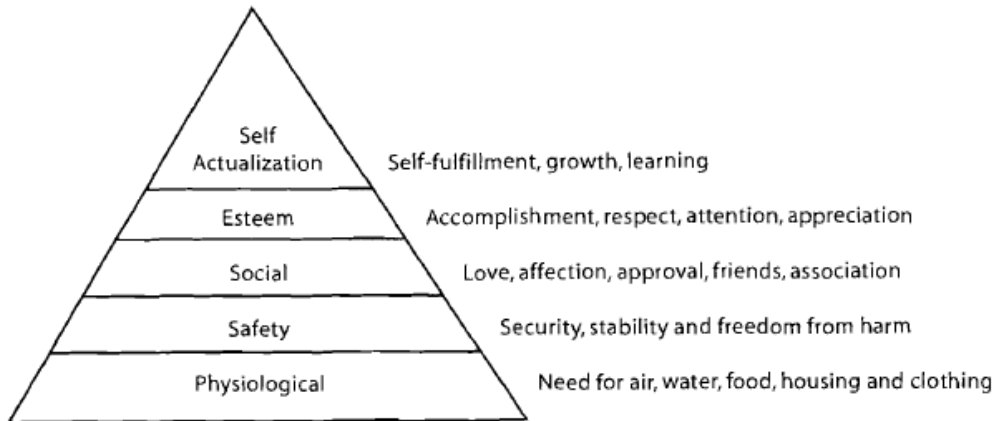 Self
Actualization
Self-fulfillment, growth, learning
Esteem
Accomplishment, respect, attention, appreciation
Social
Love, affection, approval, friends, association
Safety
Security, stability and freedom from harm
Physiological
Need for air, water, food, housing and clothing